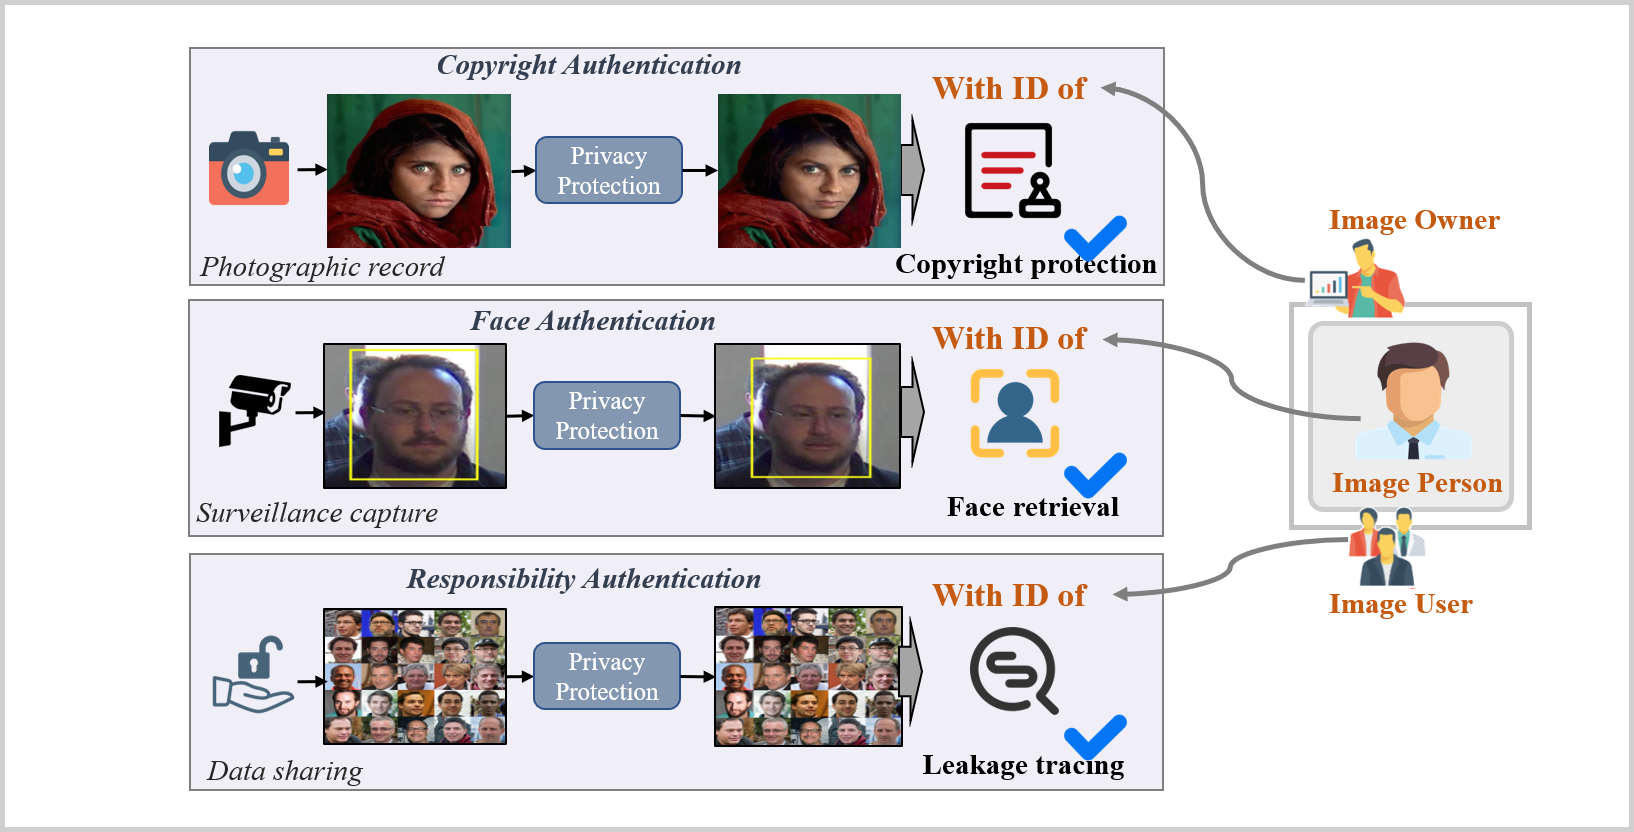 Copyright Authentication
With ID of
Privacy
Protection
Photographic record
Copyright protection
Face Authentication
With ID of
Privacy
Protection
Surveillance capture
Face retrieval
Responsibility Authentication
With ID of
Privacy
Protection
Data sharing
Leakage tracing
Image Owner
Image Person
Image User